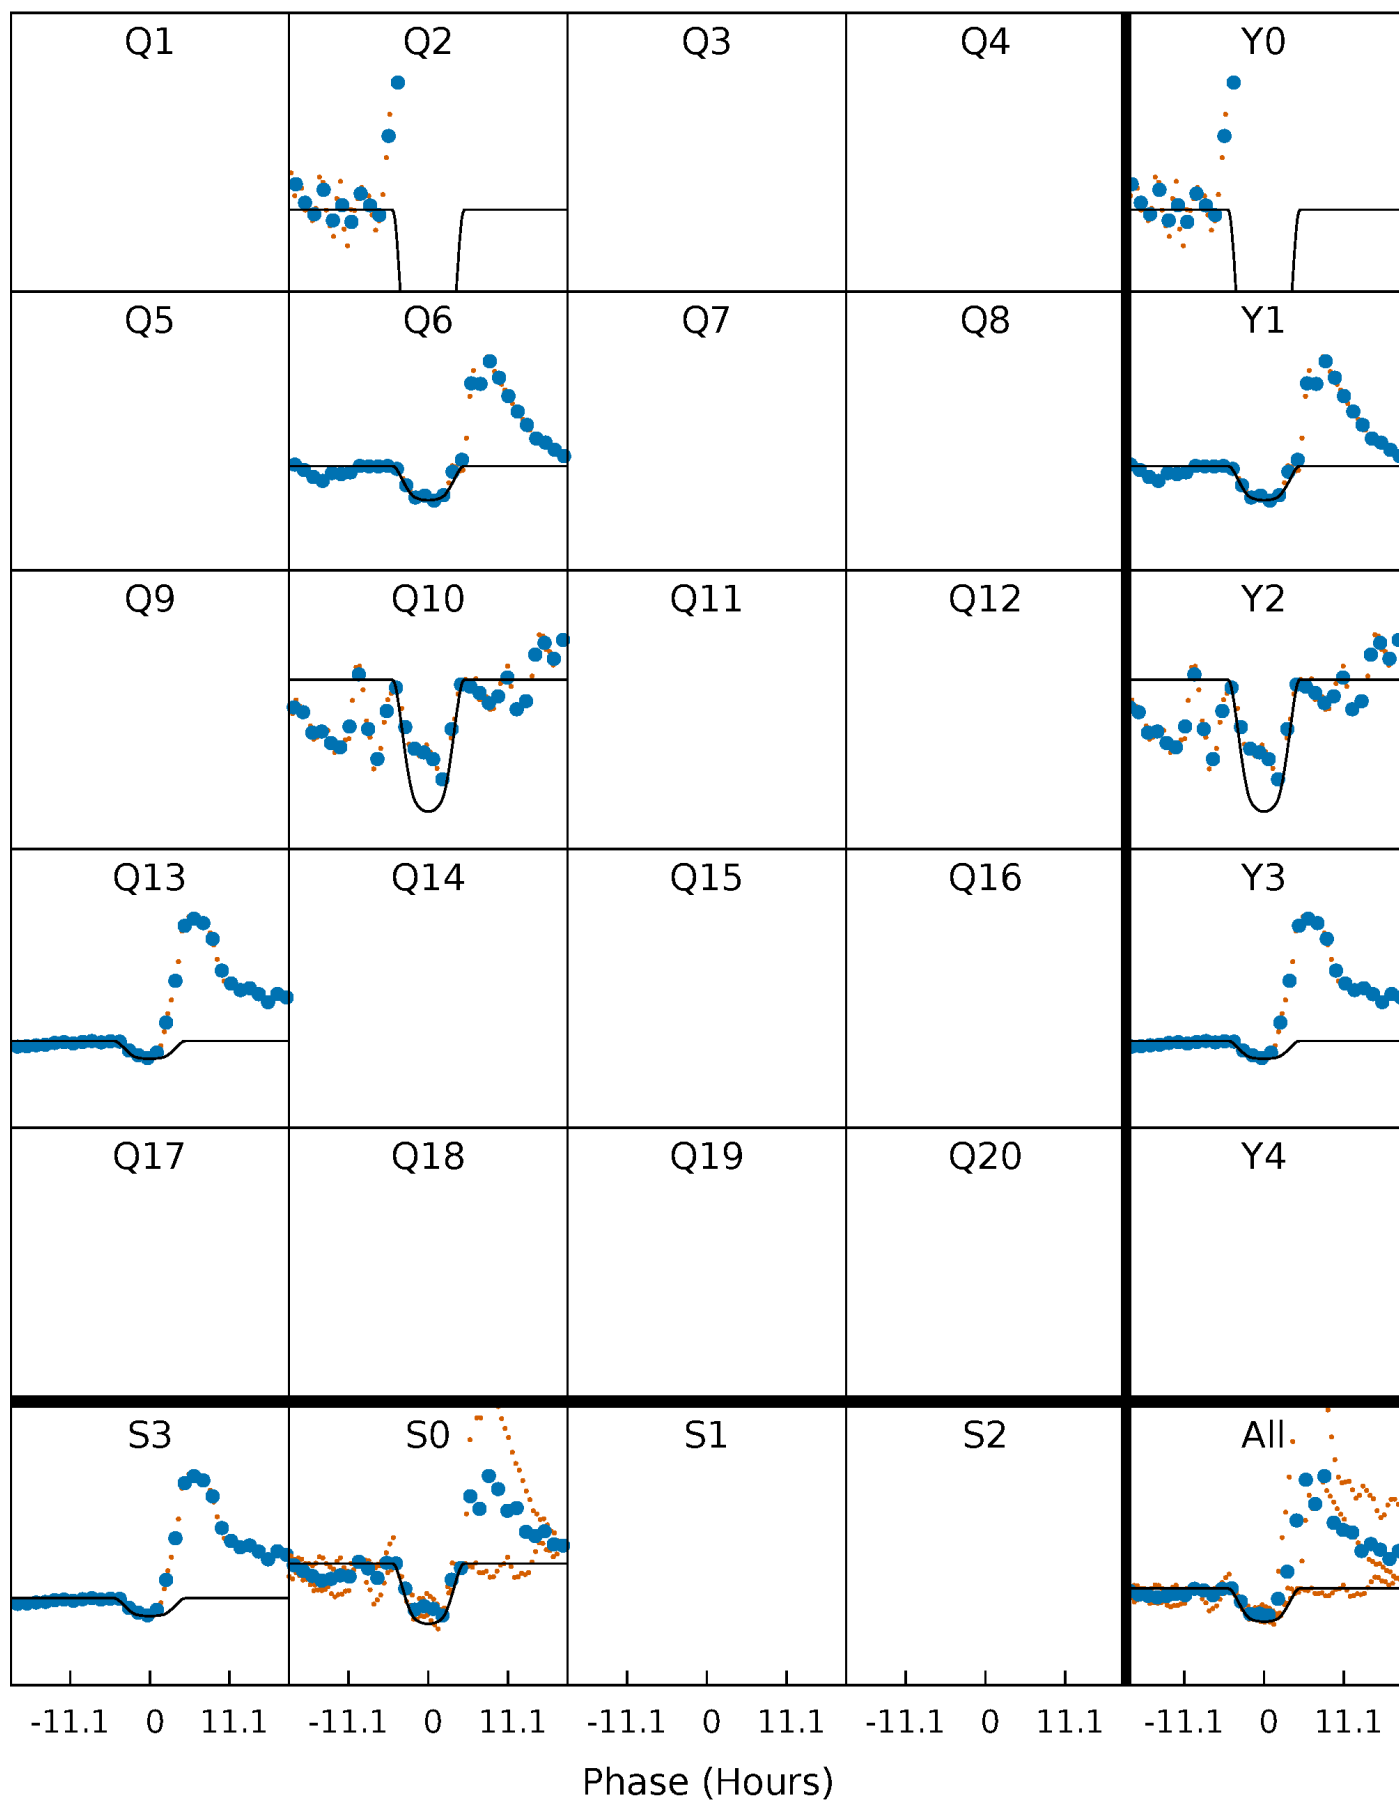 Q1 Q2 Q3 Q4 Y0
Q5 Q6 Q7 Q8 Y1
Q9 Q10 Q11 Q12 Y2
Q13 Q14 Q15 Q16 Y3
Q17 Q18 Q19 Q20 Y4
S3 S0 S1 S2 All
-11.1 0 11.1 -11.1 0 11.1 -11.1 0 11.1 -11.1 0 11.1 -11.1 0 11.1
Phase (Hours)